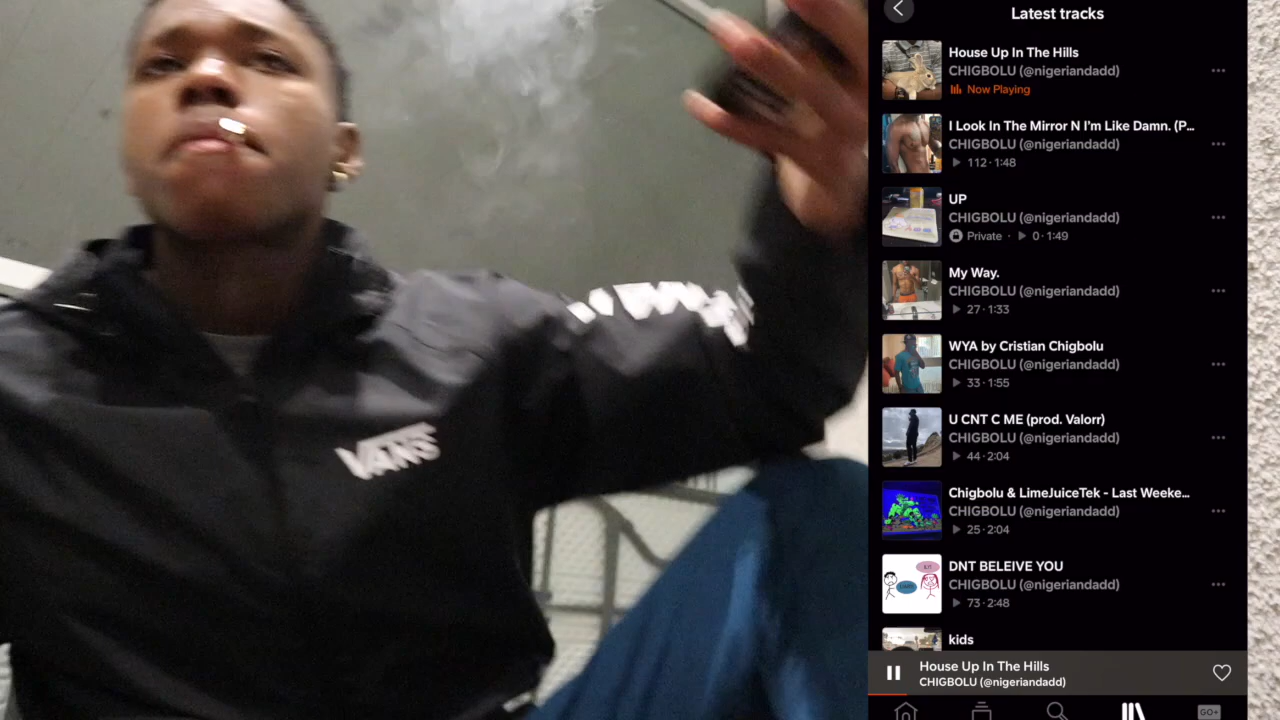 VANS
Latest tracks
House Up In The Hills
CHIGBOLU (@nigeriandadd)
Now Playing
I Look In The Mirror N I'm Like Damn. (P...
CHIGBOLU (@nigeriandadd)
112 · 1:48
UP
CHIGBOLU (@nigeriandadd)
Private · 0 · 1:49
My Way.
CHIGBOLU (@nigeriandadd)
27 · 1:33
WYA by Cristian Chigbolu
CHIGBOLU (@nigeriandadd)
33 · 1:55
U CNT C ME (prod. Valorr)
CHIGBOLU (@nigeriandadd)
44 · 2:04
Chigbolu & LimeJuiceTek - Last Weeke...
CHIGBOLU (@nigeriandadd)
25 · 2:04
DNT BELEIVE YOU
CHIGBOLU (@nigeriandadd)
73 · 2:48
kids
House Up In The Hills
CHIGBOLU (@nigeriandadd)
GO+